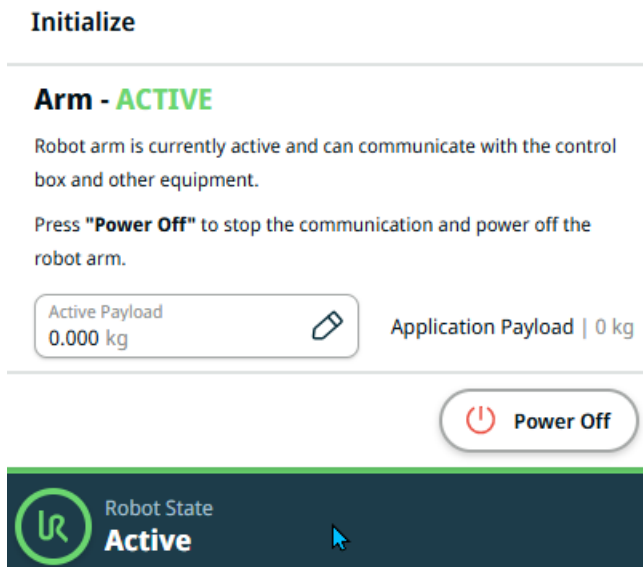 Initialize
Arm - ACTIVE
Robot arm is currently active and can communicate with the control
box and other equipment.
Press "Power Off" to stop the communication and power off the
robot arm.
Active Payload
0.000 kg
Application Payload | 0 kg
Power Off
UR
Robot State
Active